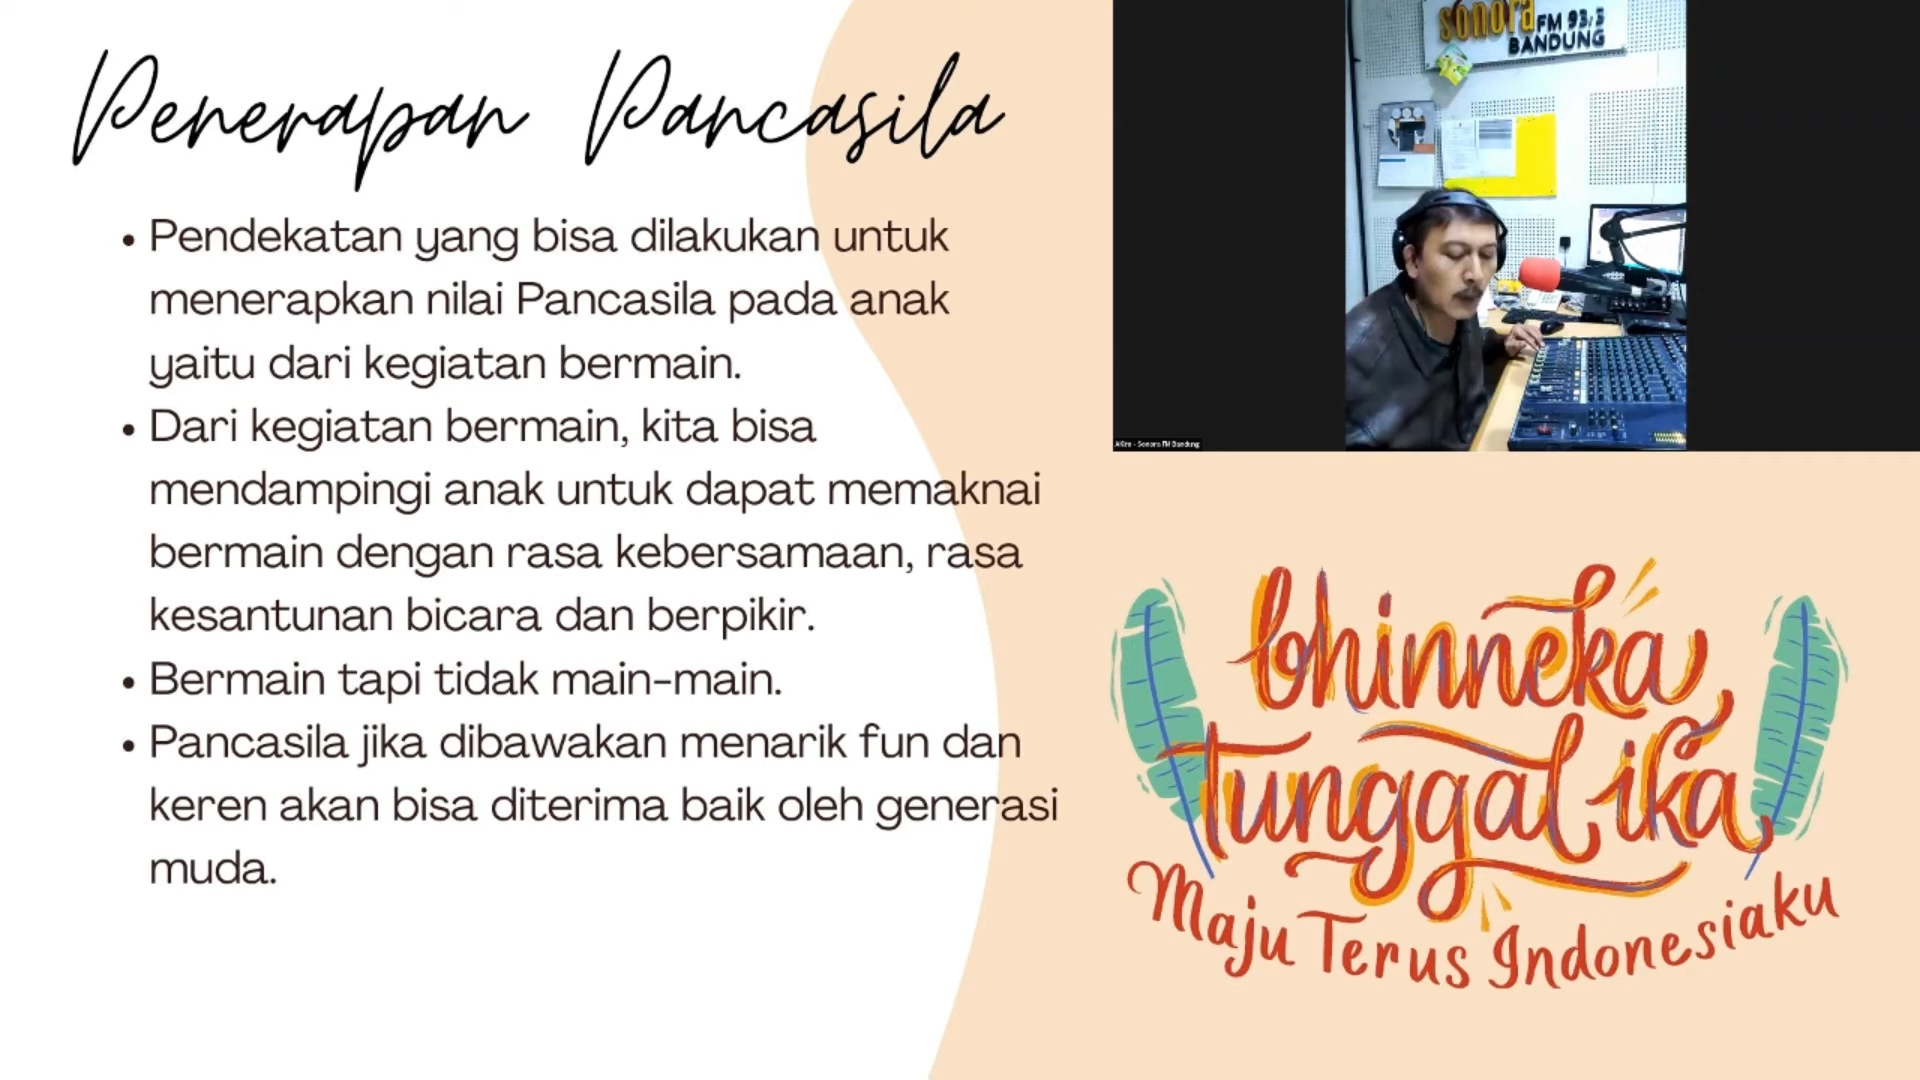 Penerapan Pancasila
• Pendekatan yang bisa dilakukan untuk
menerapkan nilai Pancasila pada anak
yaitu dari kegiatan bermain.
• Dari kegiatan bermain, kita bisa
mendampingi anak untuk dapat memaknai
bermain dengan rasa kebersamaan, rasa
kesantunan bicara dan berpikir.
• Bermain tapi tidak main-main.
• Pancasila jika dibawakan menarik fun dan
keren akan bisa diterima baik oleh generasi
muda.
sonora FM 93,3
BANDUNG
- Sonora FM Bandung
bhinneka
tunggal ika
Maju Terus Indonesiaku